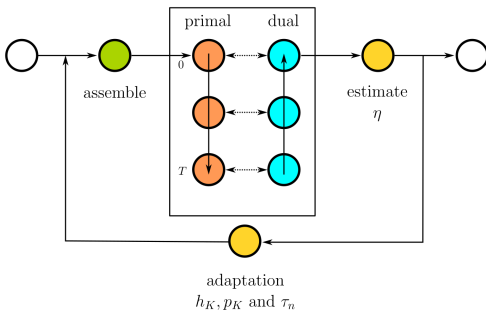 primal dual
0
assemble
estimate
η
T
adaptation
h_K, p_K and τ_n